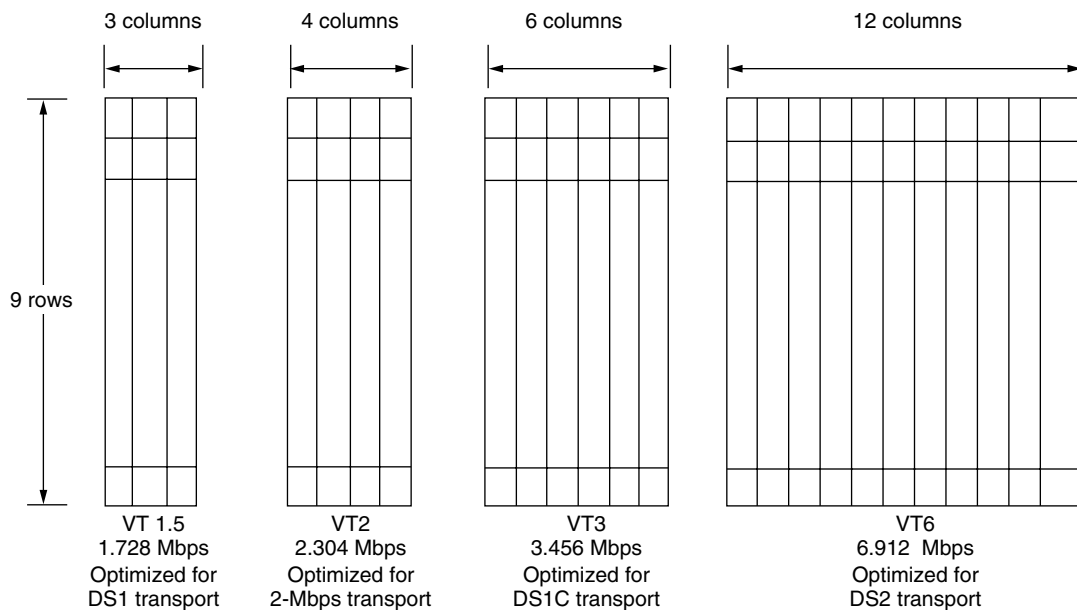 3 columns
4 columns
6 columns
12 columns
9 rows
VT 1.5
1.728 Mbps
Optimized for
DS1 transport
VT2
2.304 Mbps
Optimized for
2-Mbps transport
VT3
3.456 Mbps
Optimized for
DS1C transport
VT6
6.912 Mbps
Optimized for
DS2 transport